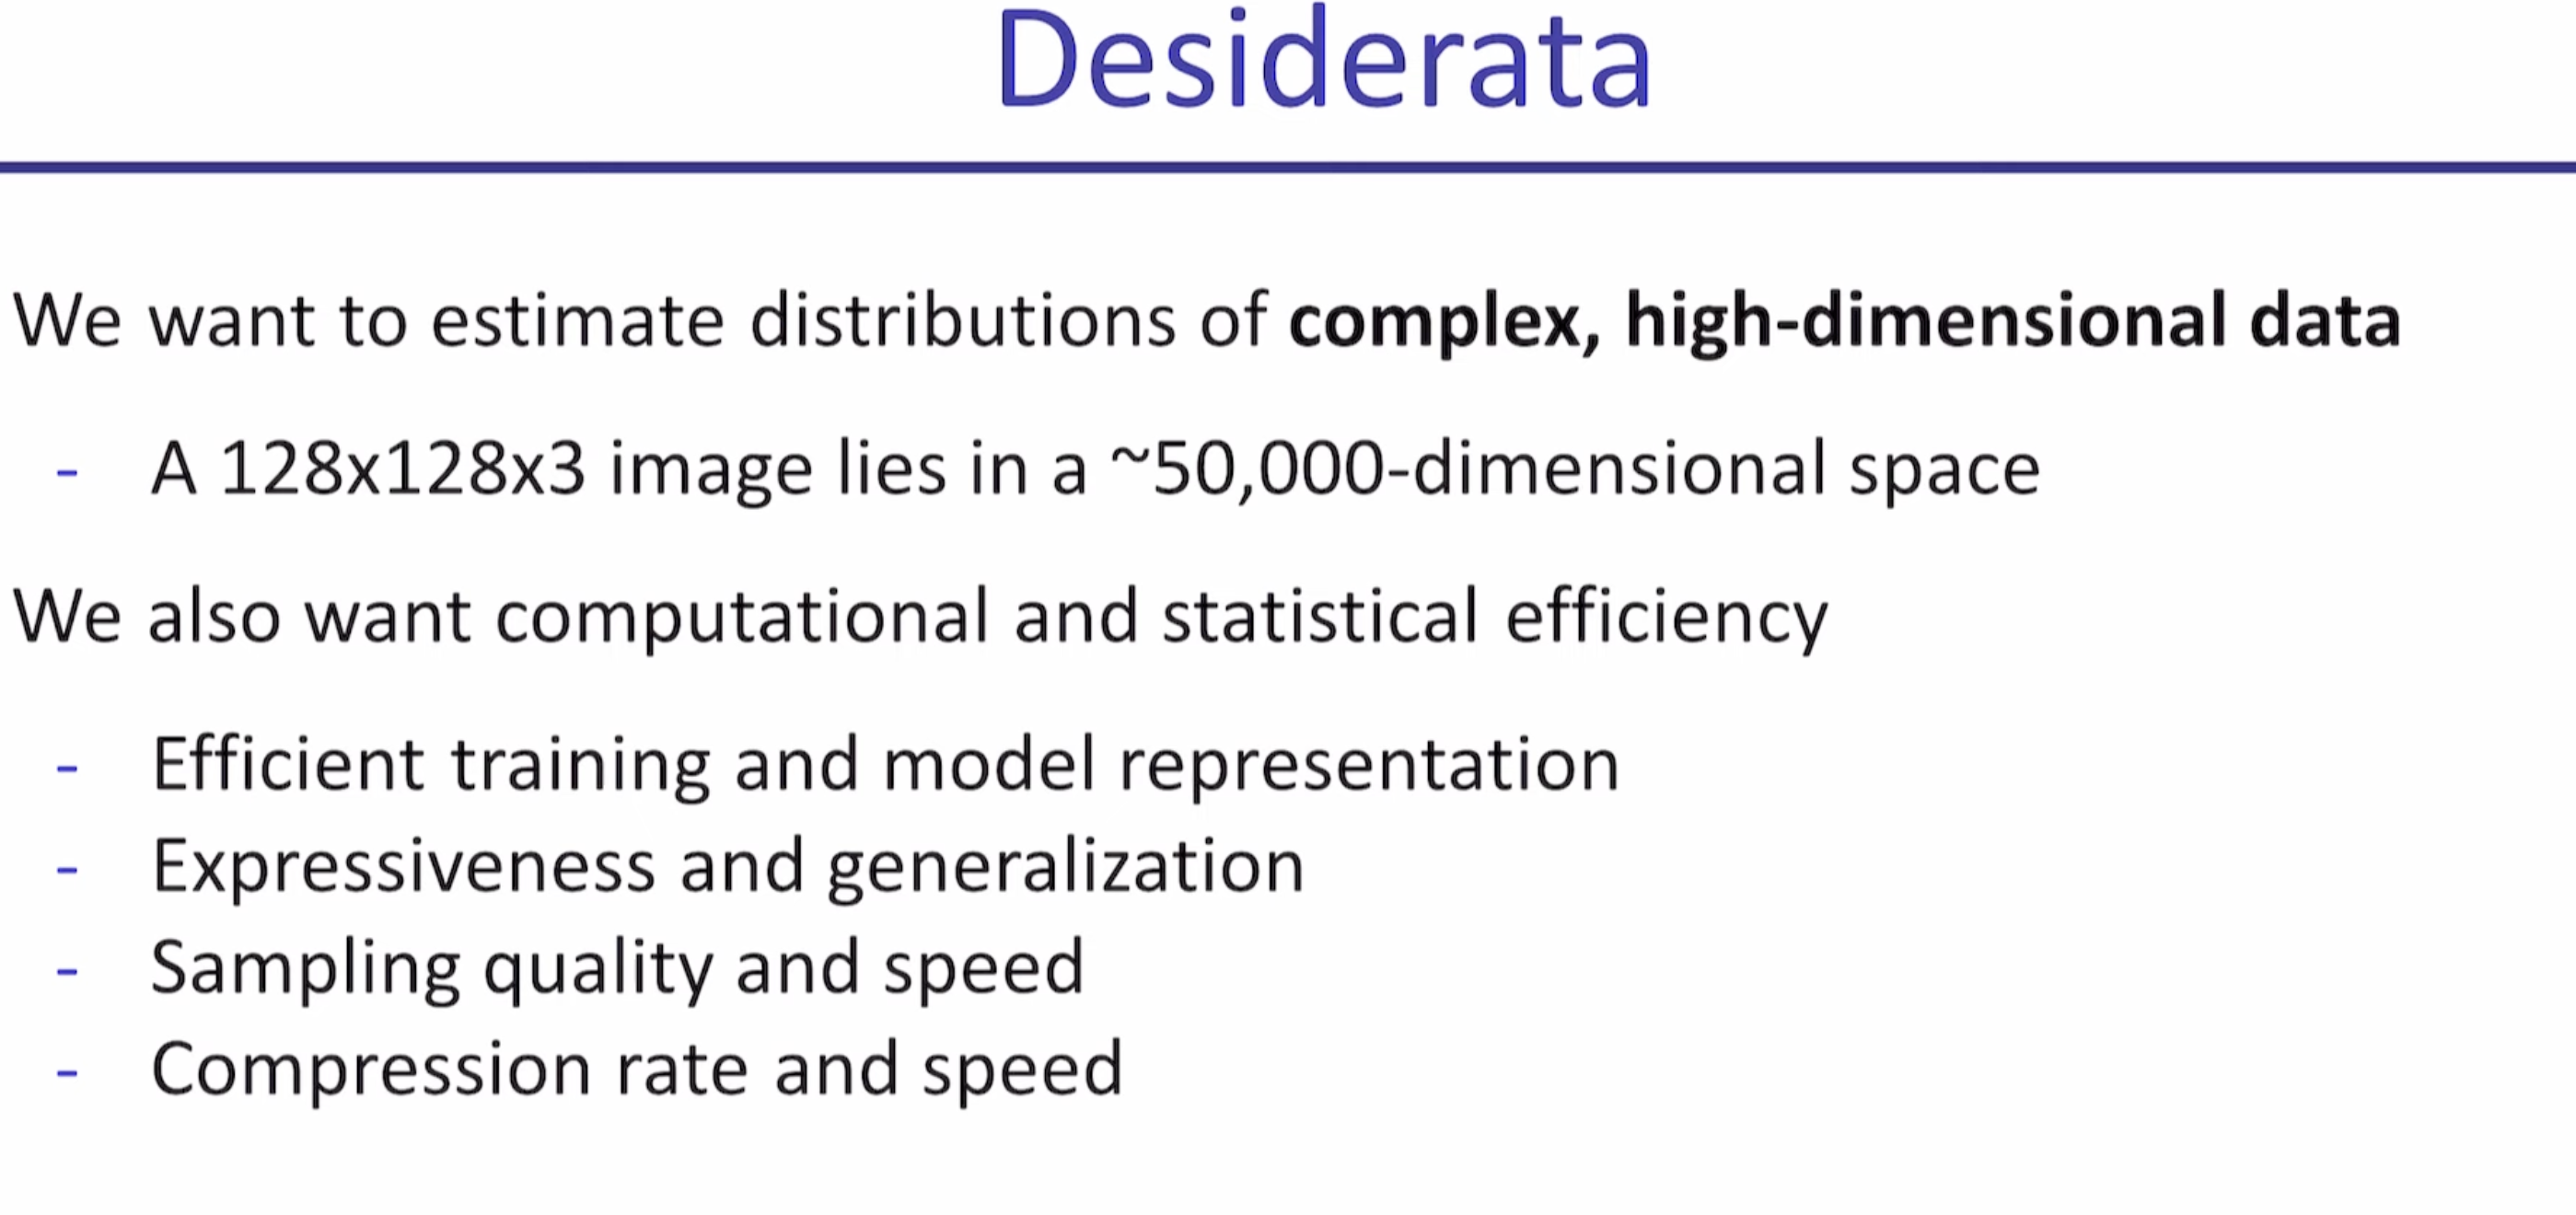 Desiderata
We want to estimate distributions of complex, high-dimensional data
- A 128x128x3 image lies in a ~50,000-dimensional space
We also want computational and statistical efficiency
- Efficient training and model representation
- Expressiveness and generalization
- Sampling quality and speed
- Compression rate and speed